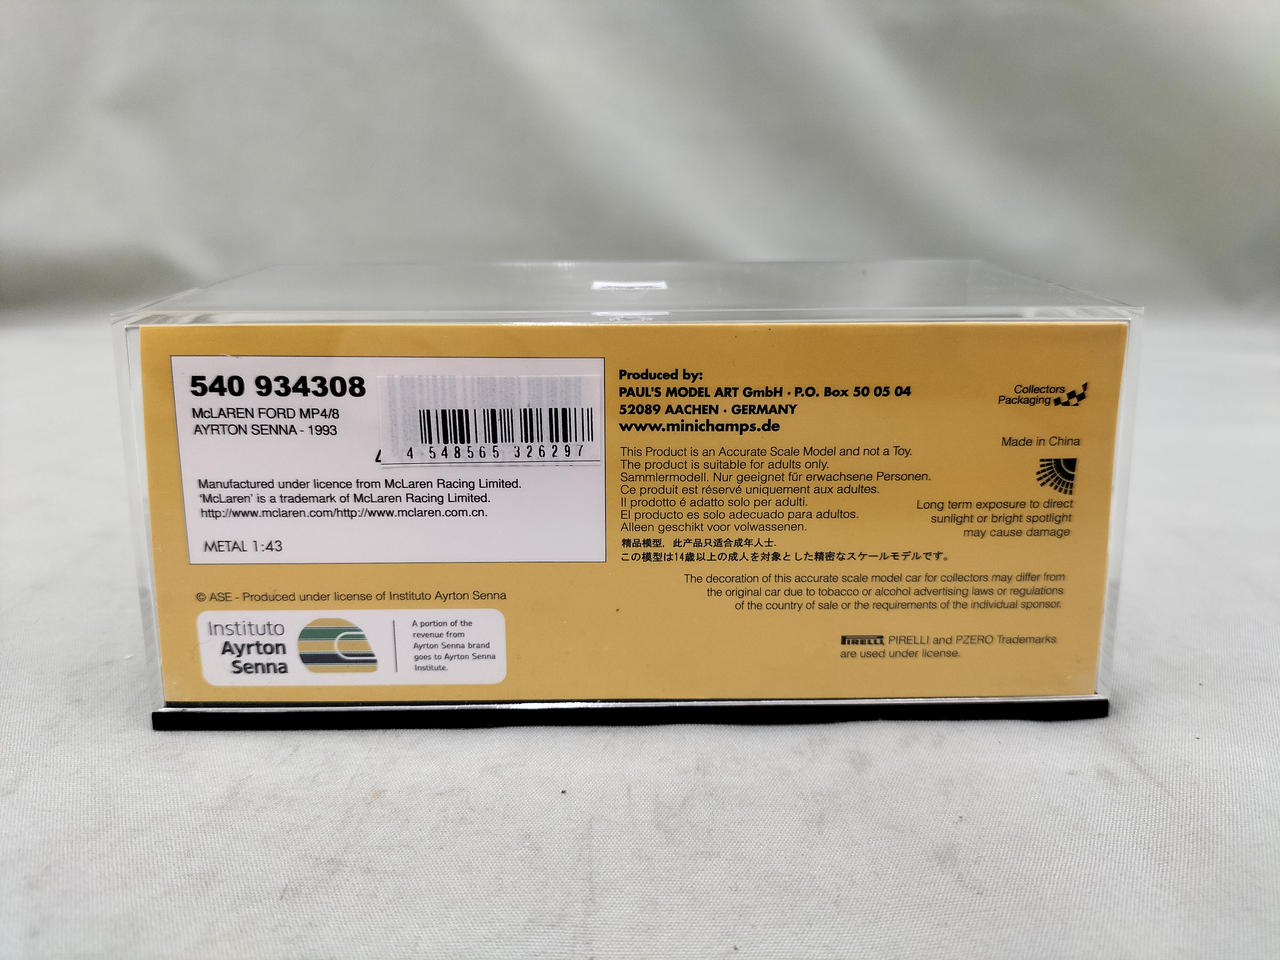 540 934308
McLAREN FORD MP4/8
AYRTON SENNA - 1993
4 548565 326297
Manufactured under licence from McLaren Racing Limited.
'McLaren' is a trademark of McLaren Racing Limited.
http://www.mclaren.com/http://www.mclaren.com.cn.
METAL 1:43
© ASE - Produced under license of Instituto Ayrton Senna
Instituto
Ayrton
Senna
A portion of the
revenue from
Ayrton Senna brand
goes to Ayrton Senna
Institute.
Produced by:
PAUL'S MODEL ART GmbH · P.O. Box 50 05 04
52089 AACHEN · GERMANY
www.minichamps.de
This Product is an Accurate Scale Model and not a Toy.
The product is suitable for adults only.
Sammlermodell. Nur geeignet für erwachsene Personen.
Ce produit est réservé uniquement aux adultes.
Il prodotto é adatto solo per adulti.
El producto es solo adecuado para adultos.
Alleen geschikt voor volwassenen.
精品模型，此产品只适合成年人士.
この模型は14歳以上の成人を対象とした精密なスケールモデルです。
Collectors
Packaging
Made in China
Long term exposure to direct
sunlight or bright spotlight
may cause damage
The decoration of this accurate scale model car for collectors may differ from
the original car due to tobacco or alcohol advertising laws or regulations
of the country of sale or the requirements of the individual sponsor.
PIRELLI PIRELLI and PZERO Trademarks
are used under license.